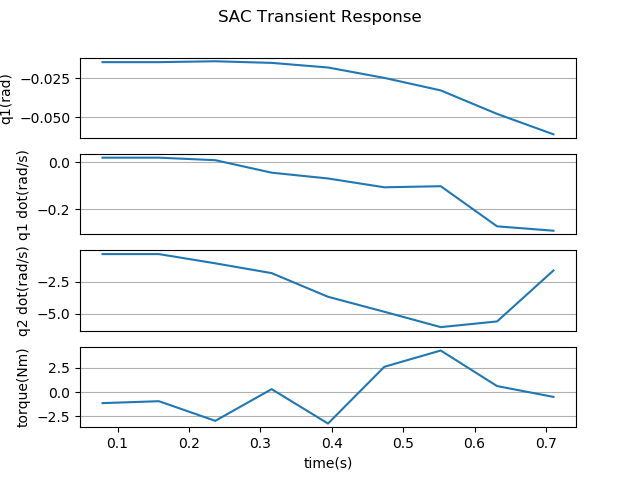 SAC Transient Response
q1(rad)
−0.025
−0.050
q1 dot(rad/s)
0.0
−0.2
q2 dot(rad/s)
−2.5
−5.0
torque(Nm)
2.5
0.0
−2.5
0.1 0.2 0.3 0.4 0.5 0.6 0.7
time(s)